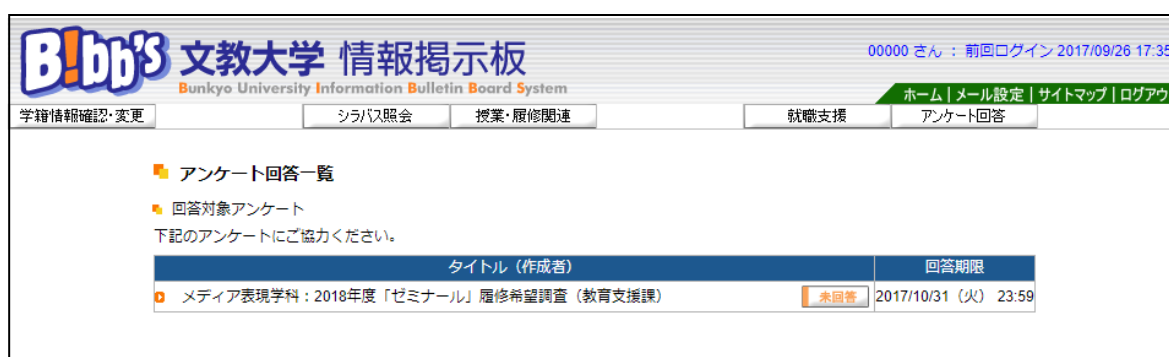 B!bb's 文教大学 情報掲示板
Bunkyo University Information Bulletin Board System
00000 さん : 前回ログイン 2017/09/26 17:35
ホーム | メール設定 | サイトマップ | ログアウ
学籍情報確認・変更 シラバス照会 授業・履修関連 就職支援 アンケート回答
アンケート回答一覧
回答対象アンケート
下記のアンケートにご協力ください。
タイトル（作成者） 回答期限
メディア表現学科：2018年度「ゼミナール」履修希望調査（教育支援課） 未回答 2017/10/31（火） 23:59